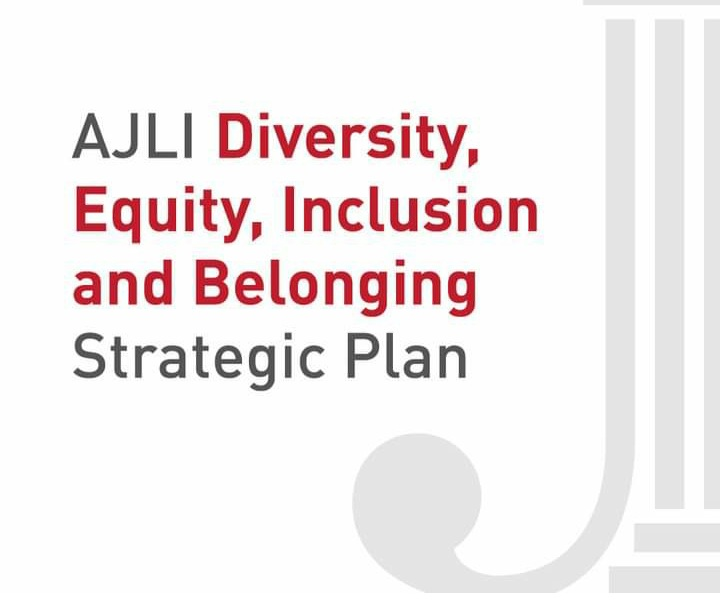 AJLI Diversity,
Equity, Inclusion
and Belonging
Strategic Plan